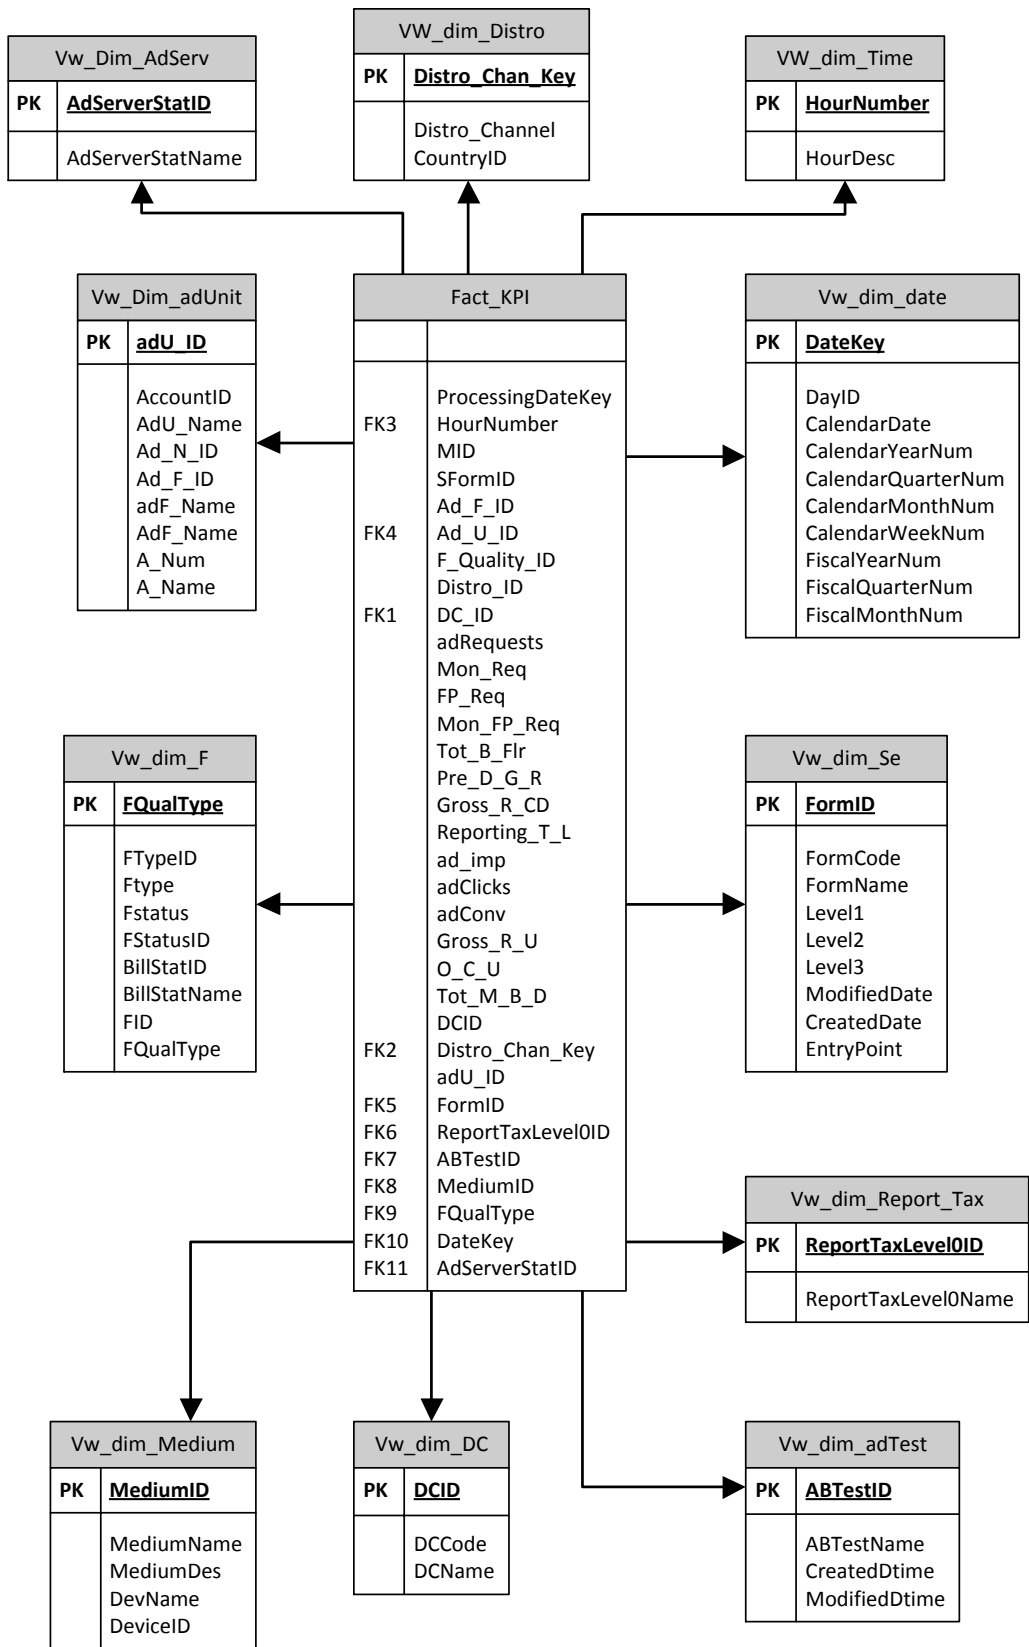 Vw_Dim_AdServ
PK AdServerStatID
AdServerStatName
VW_dim_Distro
PK Distro_Chan_Key
Distro_Channel
CountryID
VW_dim_Time
PK HourNumber
HourDesc
Vw_Dim_adUnit
PK adU_ID
AccountID
AdU_Name
Ad_N_ID
Ad_F_ID
adF_Name
AdF_Name
A_Num
A_Name
Fact_KPI
ProcessingDateKey
FK3 HourNumber
MID
SFormID
Ad_F_ID
FK4 Ad_U_ID
F_Quality_ID
Distro_ID
FK1 DC_ID
adRequests
Mon_Req
FP_Req
Mon_FP_Req
Tot_B_Flr
Pre_D_G_R
Gross_R_CD
Reporting_T_L
ad_imp
adClicks
adConv
Gross_R_U
O_C_U
Tot_M_B_D
DCID
FK2 Distro_Chan_Key
adU_ID
FK5 FormID
FK6 ReportTaxLevel0ID
FK7 ABTestID
FK8 MediumID
FK9 FQualType
FK10 DateKey
FK11 AdServerStatID
Vw_dim_date
PK DateKey
DayID
CalendarDate
CalendarYearNum
CalendarQuarterNum
CalendarMonthNum
CalendarWeekNum
FiscalYearNum
FiscalQuarterNum
FiscalMonthNum
Vw_dim_F
PK FQualType
FTypeID
Ftype
Fstatus
FStatusID
BillStatID
BillStatName
FID
FQualType
Vw_dim_Se
PK FormID
FormCode
FormName
Level1
Level2
Level3
ModifiedDate
CreatedDate
EntryPoint
Vw_dim_Report_Tax
PK ReportTaxLevel0ID
ReportTaxLevel0Name
Vw_dim_Medium
PK MediumID
MediumName
MediumDes
DevName
DeviceID
Vw_dim_DC
PK DCID
DCCode
DCName
Vw_dim_adTest
PK ABTestID
ABTestName
CreatedDtime
ModifiedDtime